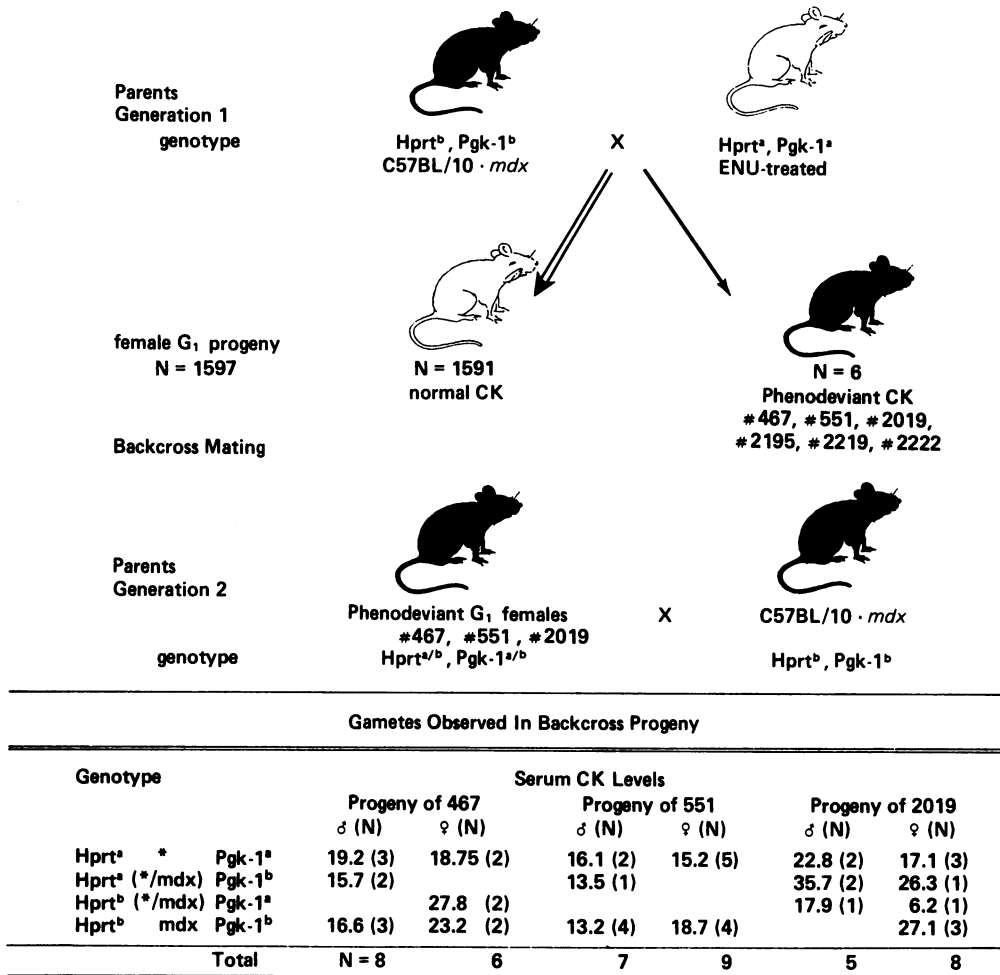 Parents
Generation 1
genotype
Hprtᵇ, Pgk-1ᵇ
C57BL/10 · mdx
X
Hprtᵃ, Pgk-1ᵃ
ENU-treated
female G₁ progeny
N = 1597
N = 1591
normal CK
N = 6
Phenodeviant CK
#467, #551, #2019,
#2195, #2219, #2222
Backcross Mating
Parents
Generation 2
genotype
Phenodeviant G₁ females
#467, #551 , #2019
Hprtᵃ/ᵇ, Pgk-1ᵃ/ᵇ
X
C57BL/10 · mdx
Hprtᵇ, Pgk-1ᵇ
Gametes Observed In Backcross Progeny
Genotype Serum CK Levels
Progeny of 467 Progeny of 551 Progeny of 2019
♂ (N) ♀ (N) ♂ (N) ♀ (N) ♂ (N) ♀ (N)
Hprtᵃ * Pgk-1ᵃ 19.2 (3) 18.75 (2) 16.1 (2) 15.2 (5) 22.8 (2) 17.1 (3)
Hprtᵃ (*/mdx) Pgk-1ᵇ 15.7 (2) 13.5 (1) 35.7 (2) 26.3 (1)
Hprtᵇ (*/mdx) Pgk-1ᵃ 27.8 (2) 17.9 (1) 6.2 (1)
Hprtᵇ mdx Pgk-1ᵇ 16.6 (3) 23.2 (2) 13.2 (4) 18.7 (4) 27.1 (3)
Total N = 8 6 7 9 5 8